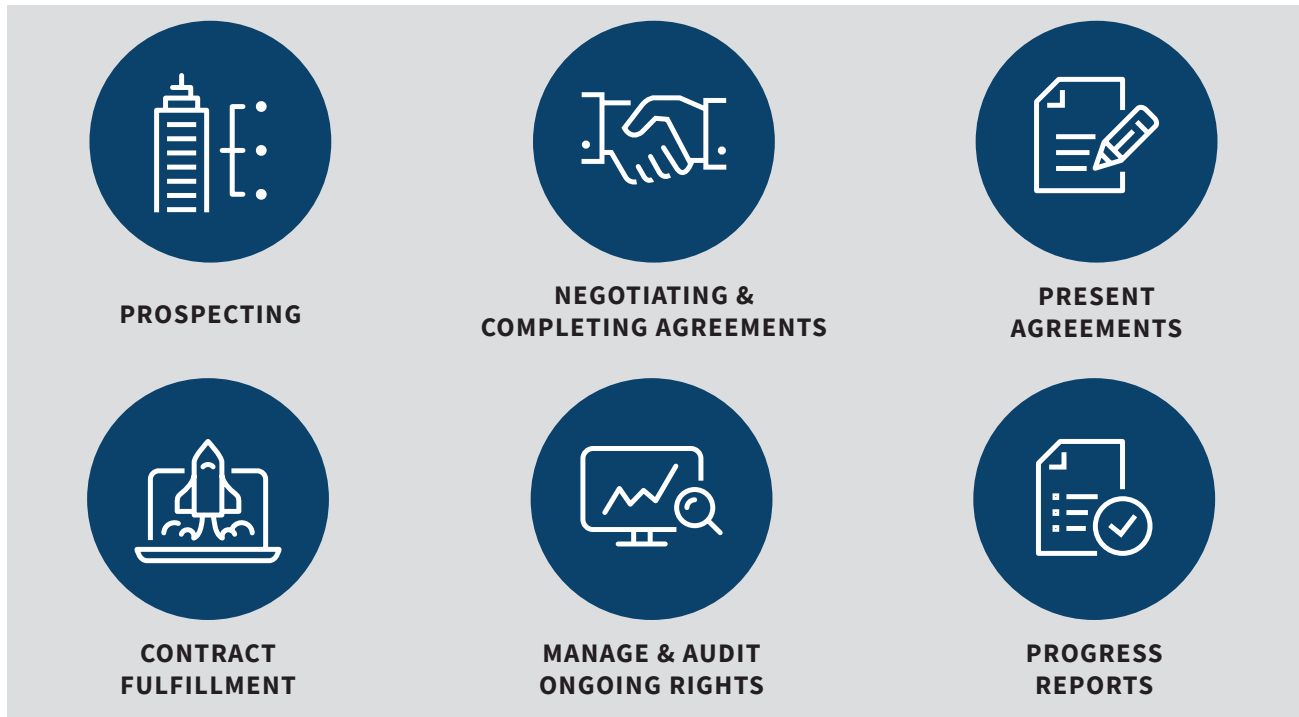 PROSPECTING
NEGOTIATING &
COMPLETING AGREEMENTS
PRESENT
AGREEMENTS
CONTRACT
FULFILLMENT
MANAGE & AUDIT
ONGOING RIGHTS
PROGRESS
REPORTS